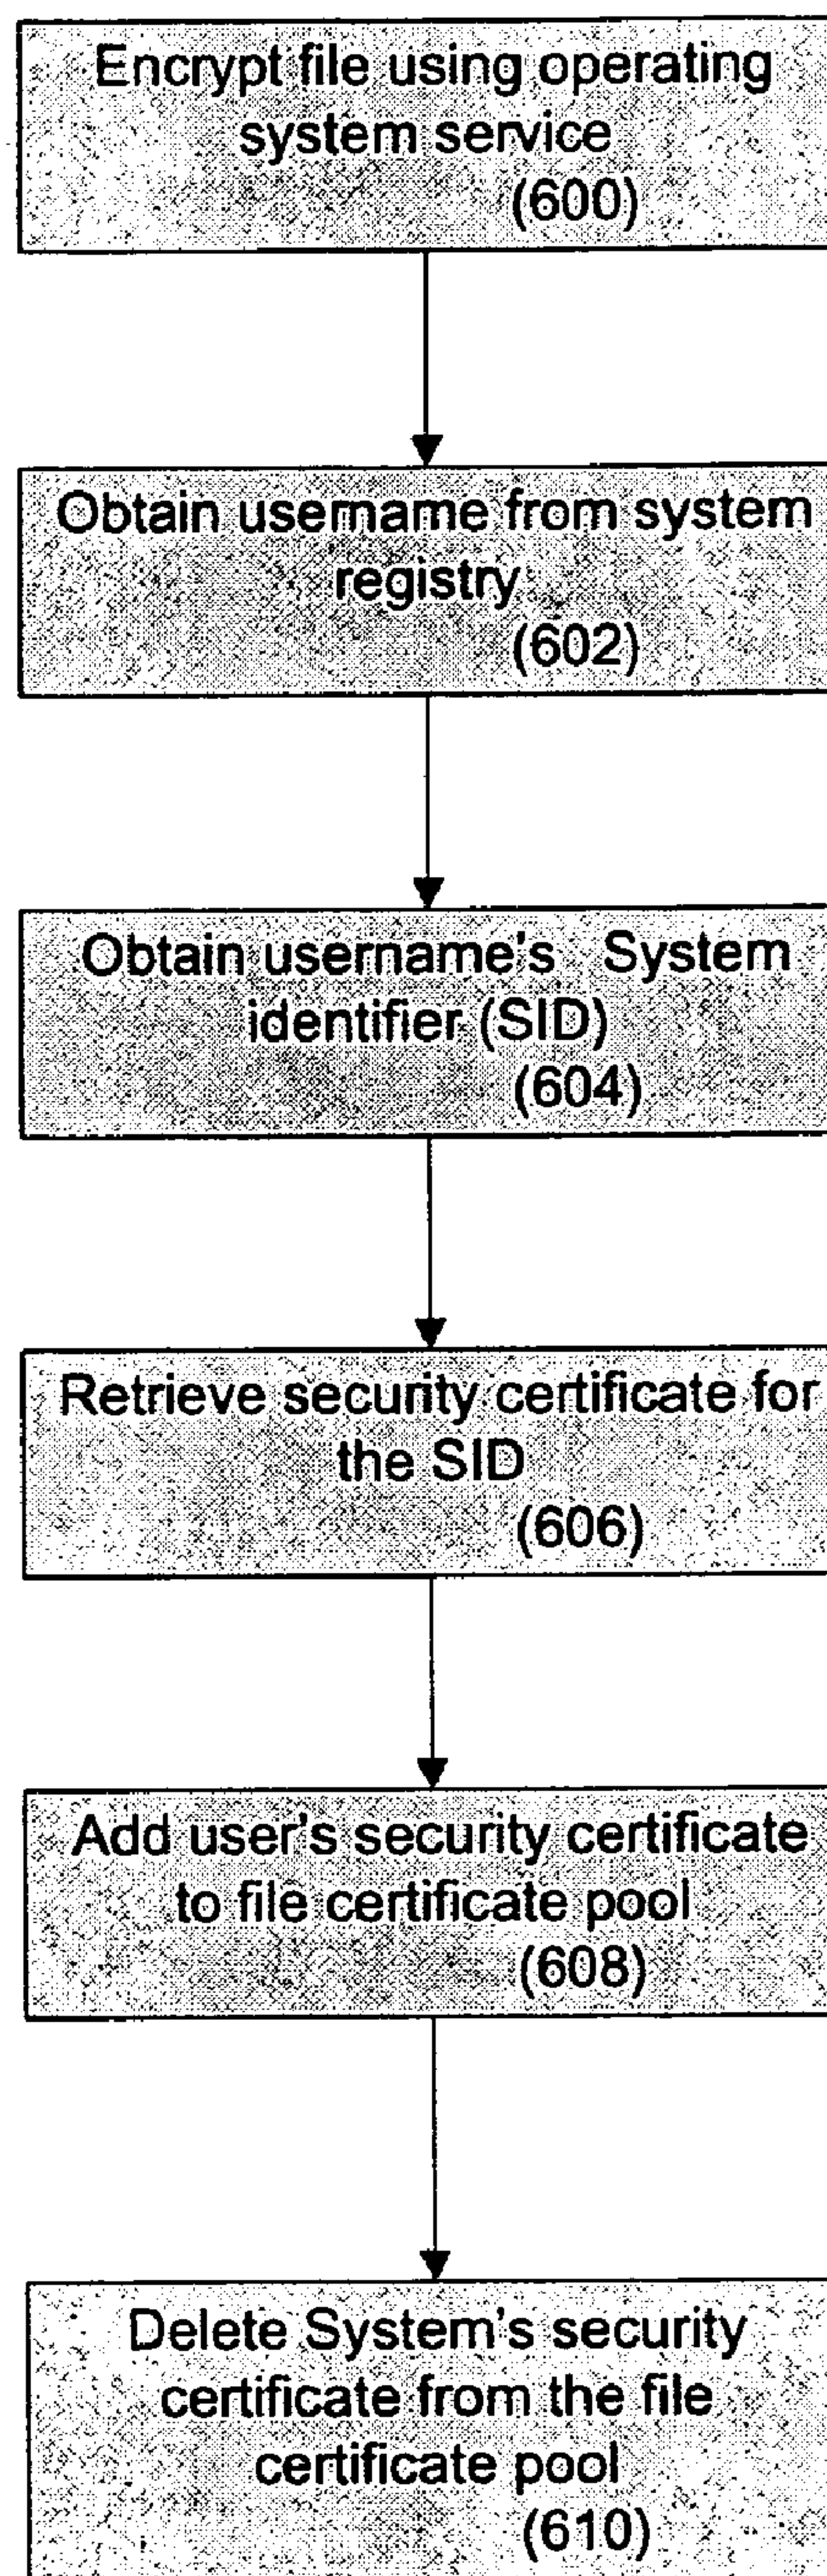 Encrypt file using operating
system service
(600)
Obtain username from system
registry
(602)
Obtain username's System
identifier (SID)
(604)
Retrieve security certificate for
the SID
(606)
Add user's security certificate
to file certificate pool
(608)
Delete System's security
certificate from the file
certificate pool
(610)